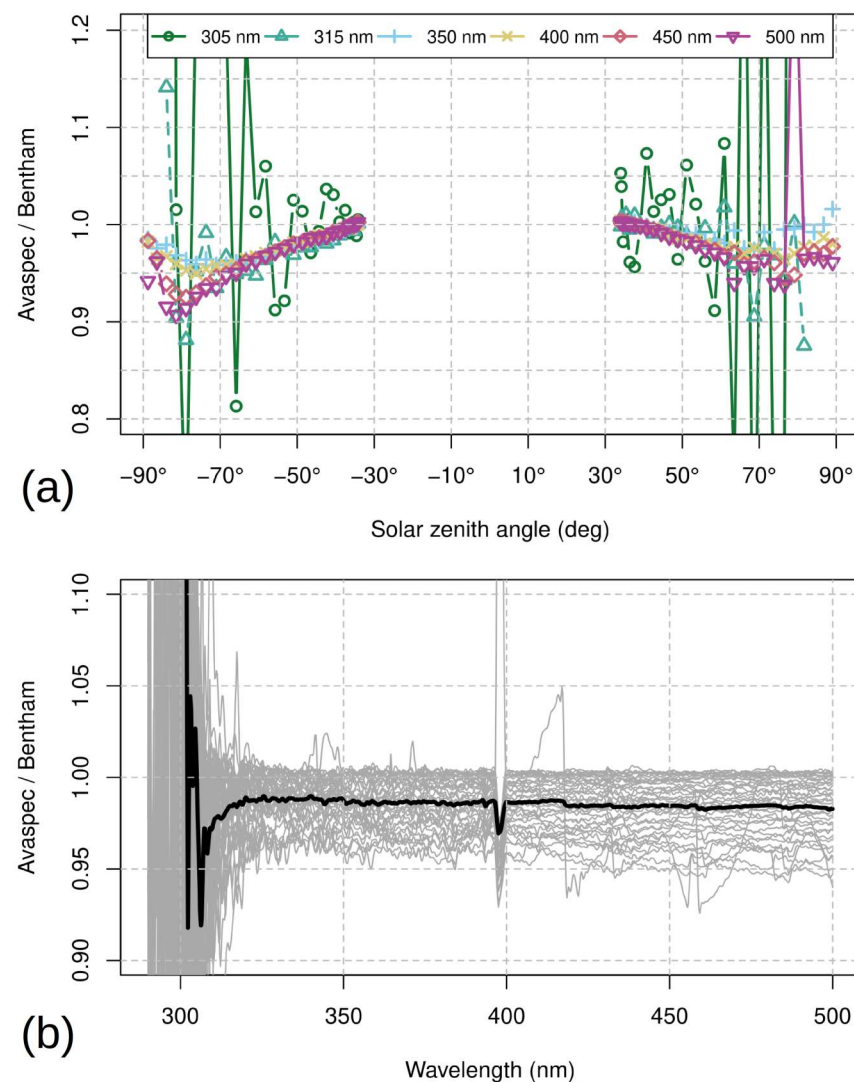 305 nm 315 nm 350 nm 400 nm 450 nm 500 nm
1.2
1.1
1.0
0.9
0.8
Avaspec / Bentham
−90° −70° −50° −30° −10° 10° 30° 50° 70° 90°
(a)
Solar zenith angle (deg)
1.10
1.05
1.00
0.95
0.90
Avaspec / Bentham
300 350 400 450 500
(b)
Wavelength (nm)